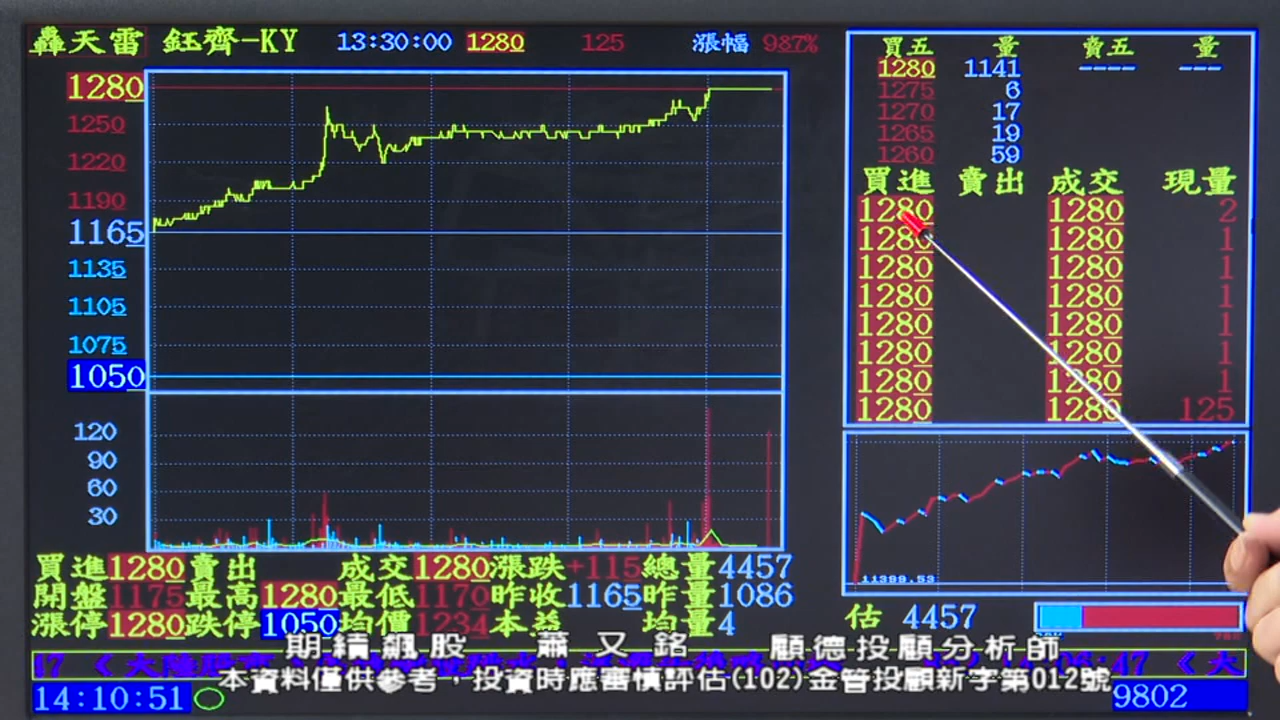 轟天雷 鈺齊-KY 13:30:00 1280 125 漲幅 987%
1280
1250
1220
1190
1165
1135
1105
1075
1050
120
90
60
30
買五 量 賣五 量
1280 1141 ---- ---
1275 6
1270 17
1265 19
1260 59
買進 賣出 成交 現量
1280 1280 2
1280 1280 1
1280 1280 1
1280 1280 1
1280 1280 1
1280 1280 1
1280 1280 1
1280 1280 125
11399.53
買進1280賣出 成交1280漲跌+115總量4457
開盤1175最高1280最低1170昨收1165昨量1086
漲停1280跌停1050均價1234本益 均量4
估 4457
期績飆股 蕭又銘 顧德投顧分析師
本資料僅供參考，投資時應審慎評估(102)金管投顧新字第012號
14:10:51 9802